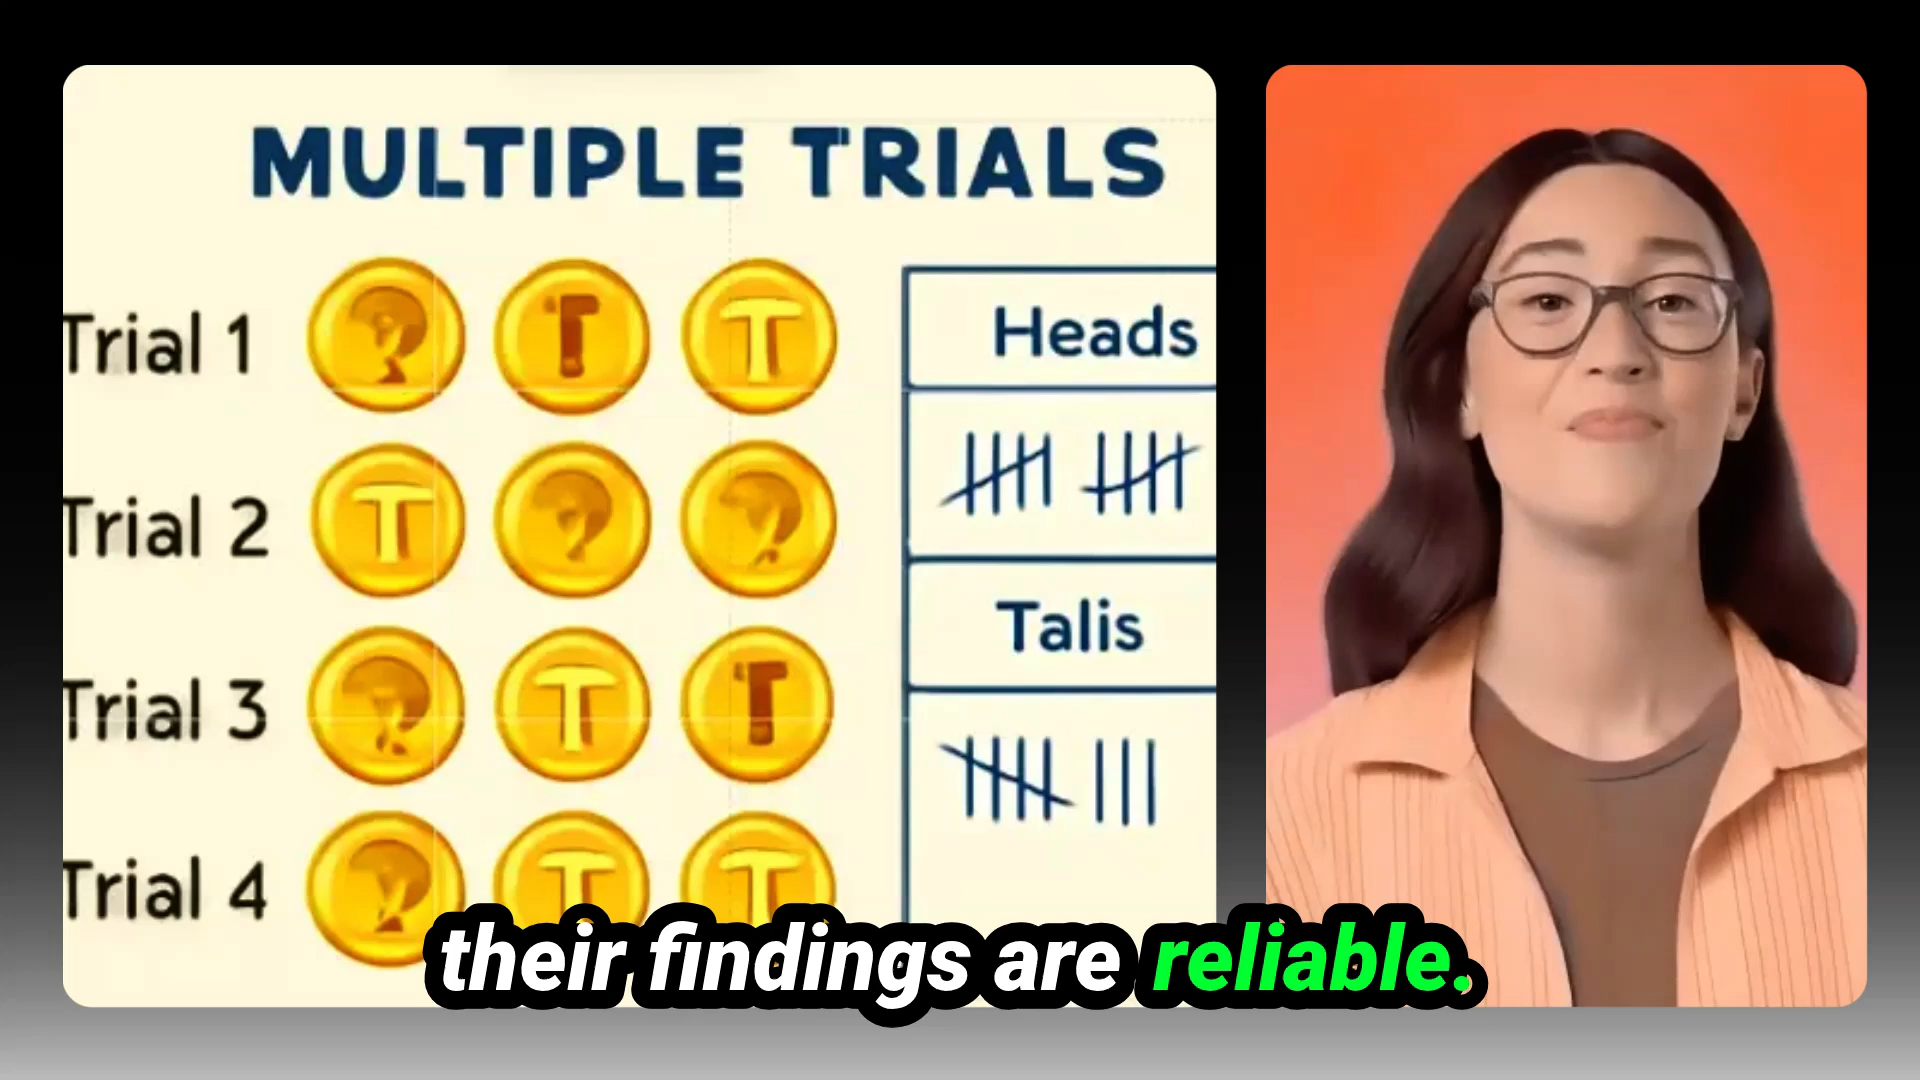 MULTIPLE TRIALS
Trial 1
T
T
Heads
Trial 2
T
Talis
Trial 3
T
T
Trial 4
T
T
their findings are reliable.